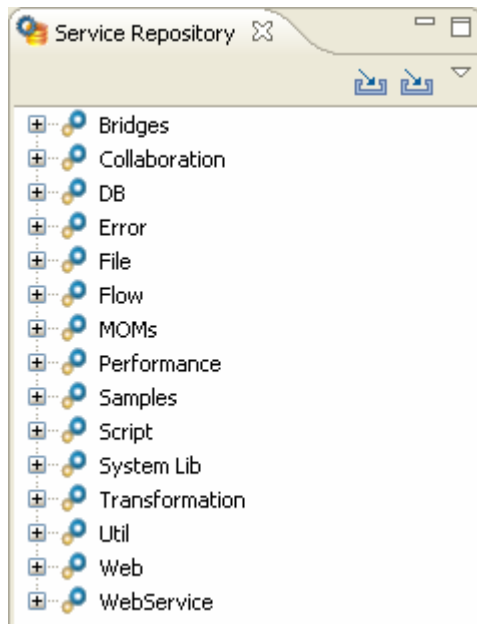 Service Repository
Bridges
Collaboration
DB
Error
File
Flow
MOMs
Performance
Samples
Script
System Lib
Transformation
Util
Web
WebService